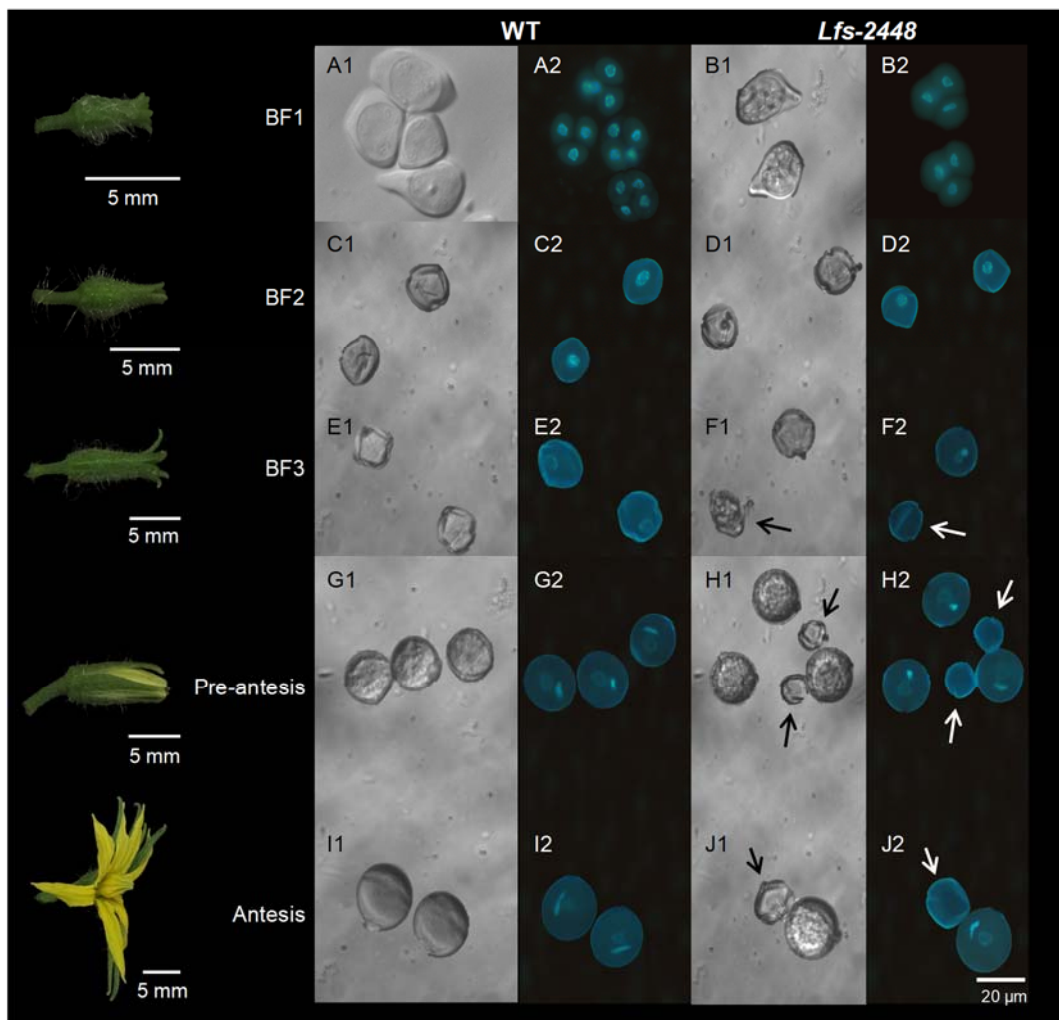 WT Lfs-2448
A1 A2 B1 B2
BF1
5 mm
C1 C2 D1 D2
BF2
5 mm
E1 E2 F1 F2
BF3
5 mm
G1 G2 H1 H2
Pre-antesis
5 mm
I1 I2 J1 J2
Antesis
5 mm
20 µm